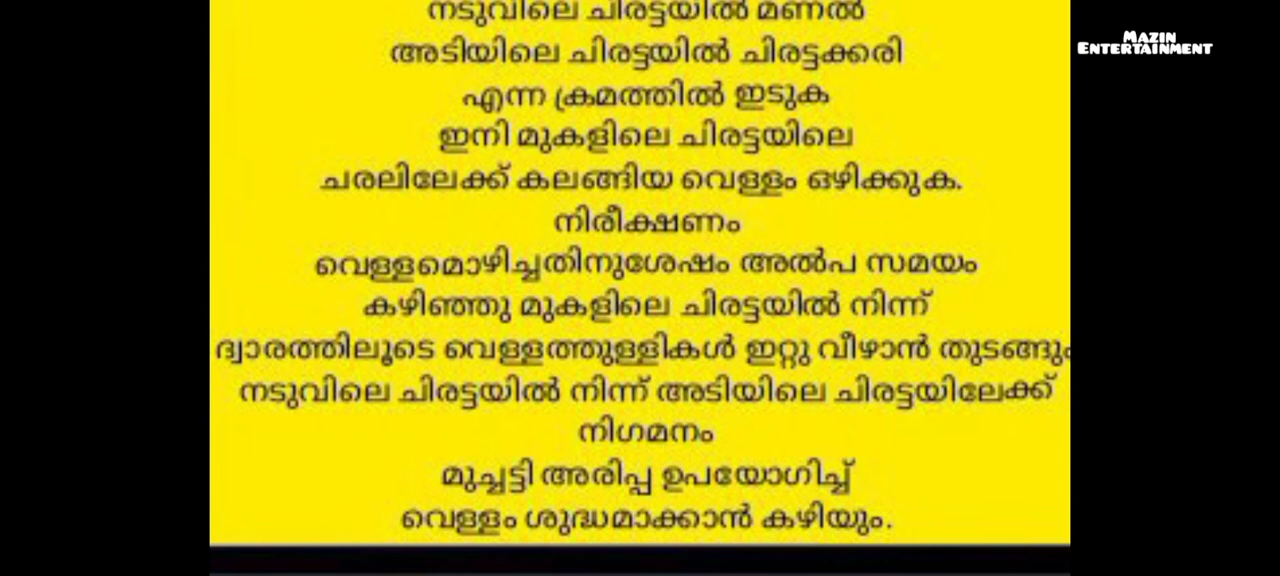 നടുവിലെ ചിരട്ടയിൽ മണൽ
അടിയിലെ ചിരട്ടയിൽ ചിരട്ടക്കരി
എന്ന ക്രമത്തിൽ ഇടുക
ഇനി മുകളിലെ ചിരട്ടയിലെ
ചരലിലേക്ക് കലങ്ങിയ വെള്ളം ഒഴിക്കുക.
നിരീക്ഷണം
വെള്ളമൊഴിച്ചതിനുശേഷം അൽപ സമയം
കഴിഞ്ഞു മുകളിലെ ചിരട്ടയിൽ നിന്ന്
ദ്വാരത്തിലൂടെ വെള്ളത്തുള്ളികൾ ഇറ്റു വീഴാൻ തുടങ്ങും
നടുവിലെ ചിരട്ടയിൽ നിന്ന് അടിയിലെ ചിരട്ടയിലേക്ക്
നിഗമനം
മുച്ചട്ടി അരിപ്പ ഉപയോഗിച്ച്
വെള്ളം ശുദ്ധമാക്കാൻ കഴിയും.
MAZIN
ENTERTAINMENT